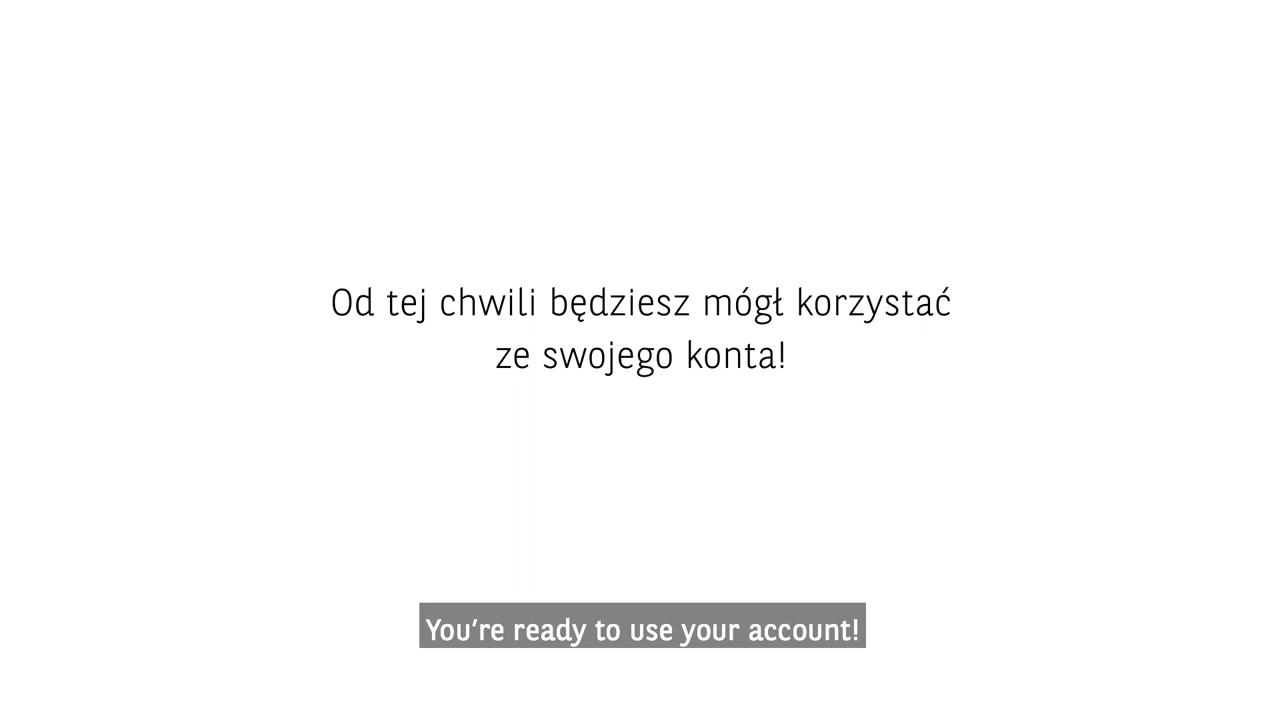 Od tej chwili będziesz mógł korzystać
ze swojego konta!
You're ready to use your account!